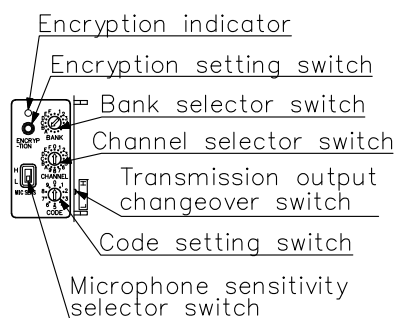 Encryption indicator
Encryption setting switch
Bank selector switch
Channel selector switch
Transmission output
changeover switch
Code setting switch
Microphone sensitivity
selector switch
BANK
ENCRYP
-TION
CHANNEL
H
L
MIC SENS
CODE